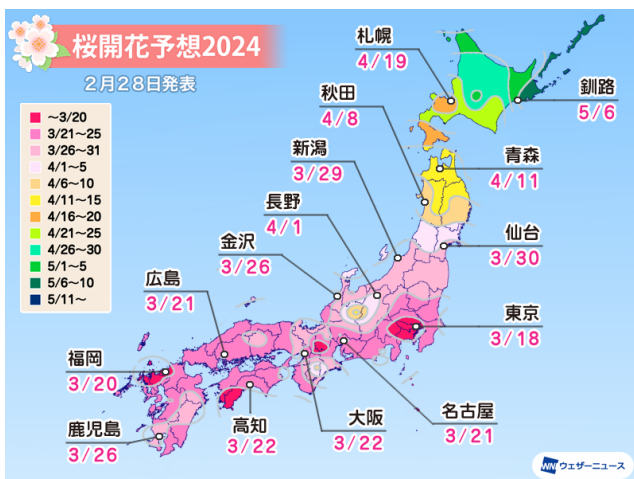 桜開花予想2024
2月28日発表
～3/20
3/21～25
3/26～31
4/1～5
4/6～10
4/11～15
4/16～20
4/21～25
4/26～30
5/1～5
5/6～10
5/11～
札幌
4/19
釧路
5/6
秋田
4/8
新潟
3/29
青森
4/11
長野
4/1
仙台
3/30
金沢
3/26
広島
3/21
東京
3/18
福岡
3/20
鹿児島
3/26
高知
3/22
大阪
3/22
名古屋
3/21
WNI ウェザーニュース